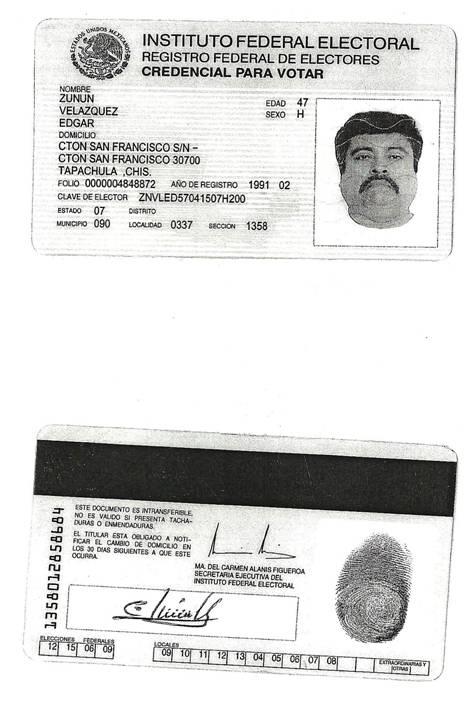 ESTADOS UNIDOS MEXICANOS
INSTITUTO FEDERAL ELECTORAL
REGISTRO FEDERAL DE ELECTORES
CREDENCIAL PARA VOTAR
NOMBRE
ZUNUN
VELAZQUEZ
EDGAR
EDAD 47
SEXO H
DOMICILIO
CTON SAN FRANCISCO S/N -
CTON SAN FRANCISCO 30700
TAPACHULA ,CHIS.
FOLIO 0000004848872 AÑO DE REGISTRO 1991 02
CLAVE DE ELECTOR ZNVLED57041507H200
ESTADO 07 DISTRITO
MUNICIPIO 090 LOCALIDAD 0337 SECCION 1358
ESTE DOCUMENTO ES INTRANSFERIBLE,
NO ES VALIDO SI PRESENTA TACHA-
DURAS O ENMENDADURAS.
EL TITULAR ESTA OBLIGADO A NOTI-
FICAR EL CAMBIO DE DOMICILIO EN
LOS 30 DIAS SIGUIENTES A QUE ESTE
OCURRA.
MA. DEL CARMEN ALANIS FIGUEROA
SECRETARIA EJECUTIVA DEL
INSTITUTO FEDERAL ELECTORAL
1358012858684
ELECCIONES FEDERALES
12 15 06 09
LOCALES
09 10 11 12 13 04 05 06 07 08
EXTRAORDINARIAS Y
OTRAS